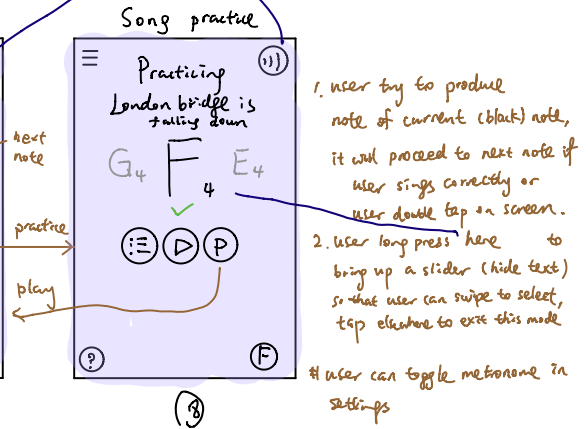 Song practice
Practicing
London bridge is
falling down
G4 F4 E4
P
?
F
8
next
note
practice
play
1. user try to produce
note of current (black) note,
it will proceed to next note if
user sings correctly or
user double tap on screen.
2. user long press here to
bring up a slider (hide text)
so that user can swipe to select,
tap elsewhere to exit this mode
# user can toggle metronome in
settings